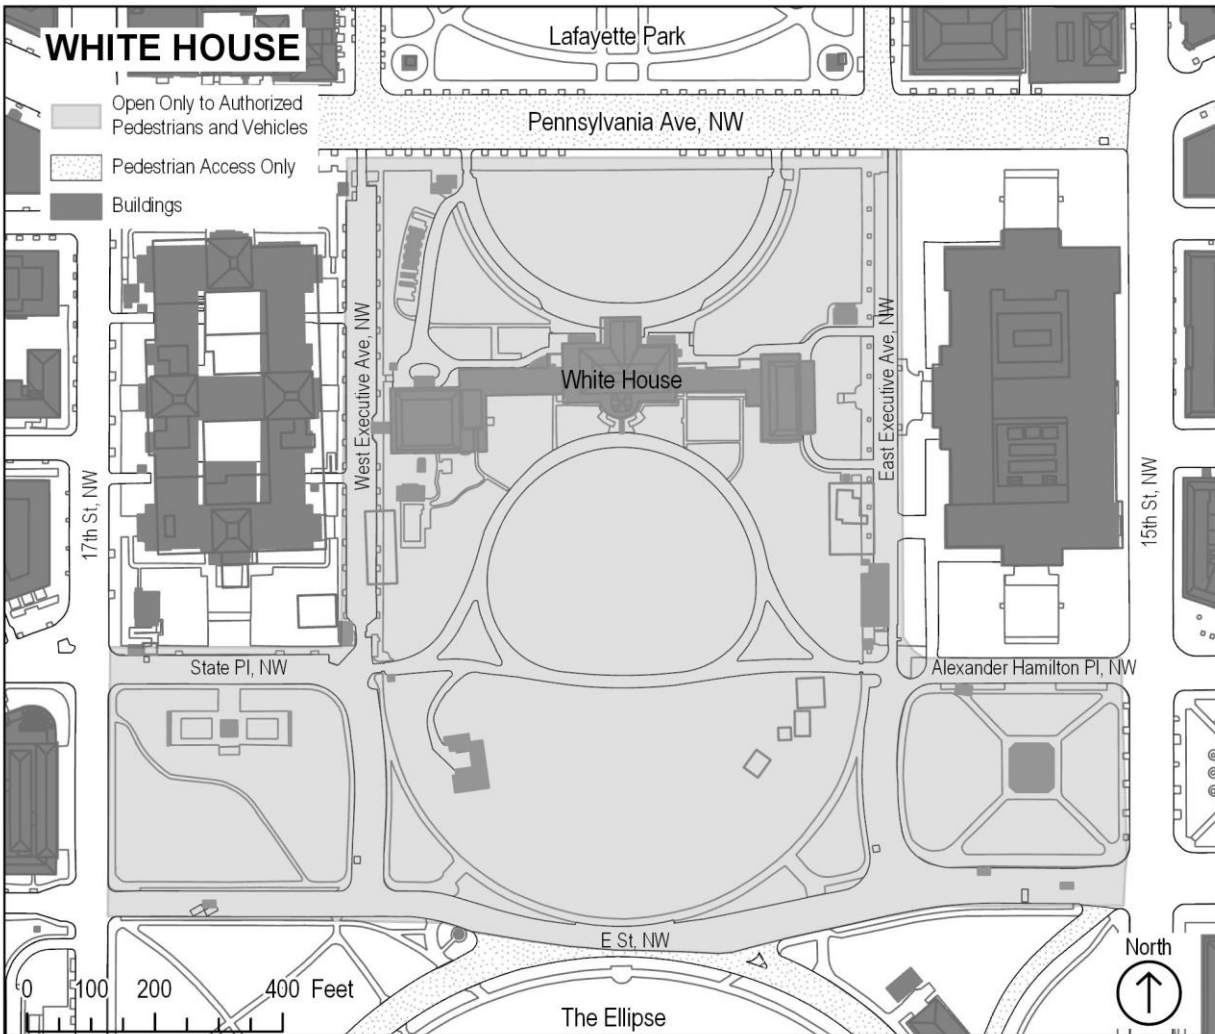 WHITE HOUSE
Lafayette Park
Open Only to Authorized
Pedestrians and Vehicles
Pennsylvania Ave, NW
Pedestrian Access Only
Buildings
West Executive Ave, NW
East Executive Ave, NW
White House
17th St, NW
15th St, NW
State Pl, NW
Alexander Hamilton Pl, NW
E St, NW
North
0 100 200 400 Feet
The Ellipse